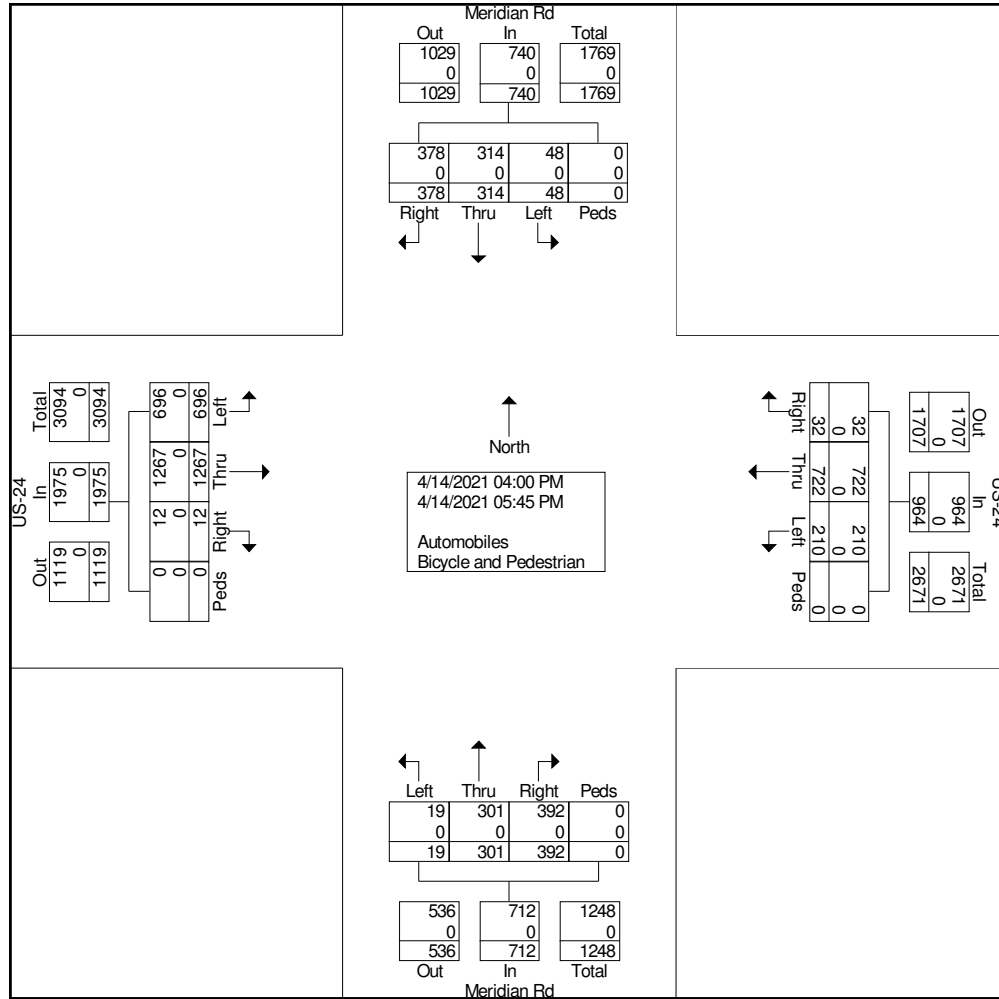 Meridian Rd
Out In Total
1029 740 1769
0 0 0
1029 740 1769
378 314 48 0
0 0 0 0
378 314 48 0
Right Thru Left Peds
US-24
Total In Out
3094 1975 1119
0 0 0
3094 1975 1119
696 1267 12 0
0 0 0 0
696 1267 12 0
Left Thru Right Peds
North
4/14/2021 04:00 PM
4/14/2021 05:45 PM
Automobiles
Bicycle and Pedestrian
Right Thru Left Peds
32 722 210 0
0 0 0 0
32 722 210 0
Out In Total
1707 964 2671
0 0 0
1707 964 2671
US-24
Left Thru Right Peds
19 301 392 0
0 0 0 0
19 301 392 0
536 712 1248
0 0 0
536 712 1248
Out In Total
Meridian Rd